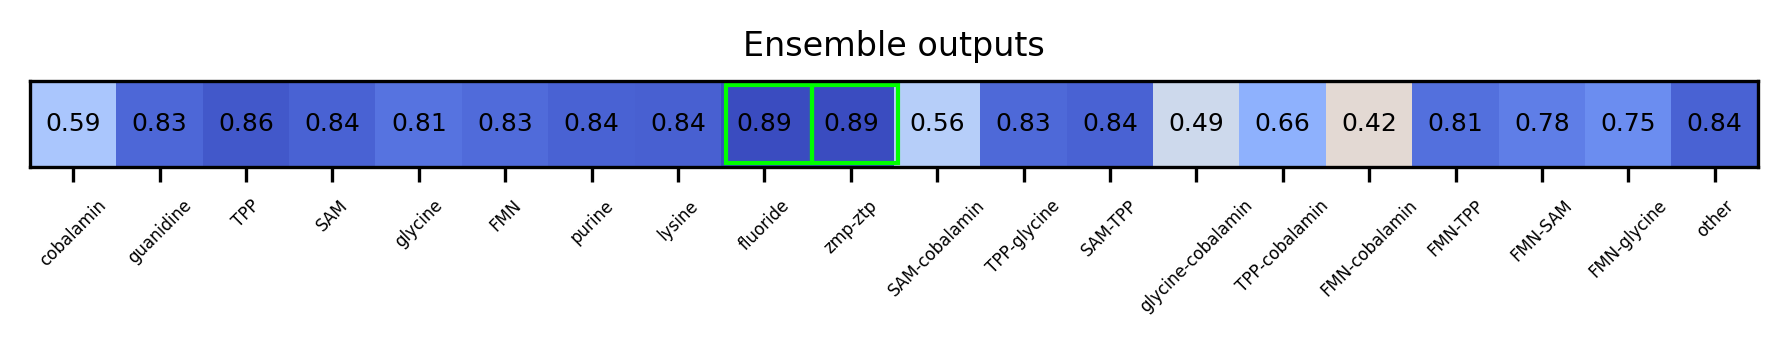 Ensemble outputs
0.59 0.83 0.86 0.84 0.81 0.83 0.84 0.84 0.89 0.89 0.56 0.83 0.84 0.49 0.66 0.42 0.81 0.78 0.75 0.84
cobalamin guanidine TPP SAM glycine FMN purine lysine fluoride zmp-ztp SAM-cobalamin TPP-glycine SAM-TPP glycine-cobalamin TPP-cobalamin FMN-cobalamin FMN-TPP FMN-SAM FMN-glycine other